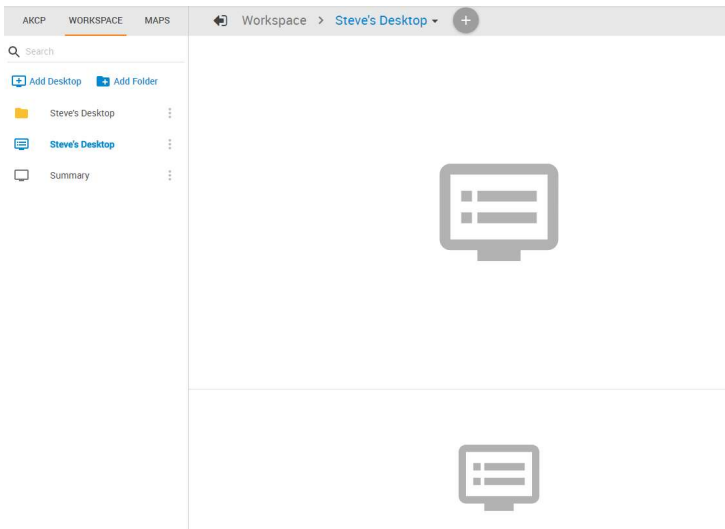 AKCP WORKSPACE MAPS
Workspace > Steve's Desktop
Search
Add Desktop Add Folder
Steve's Desktop
Steve's Desktop
Summary